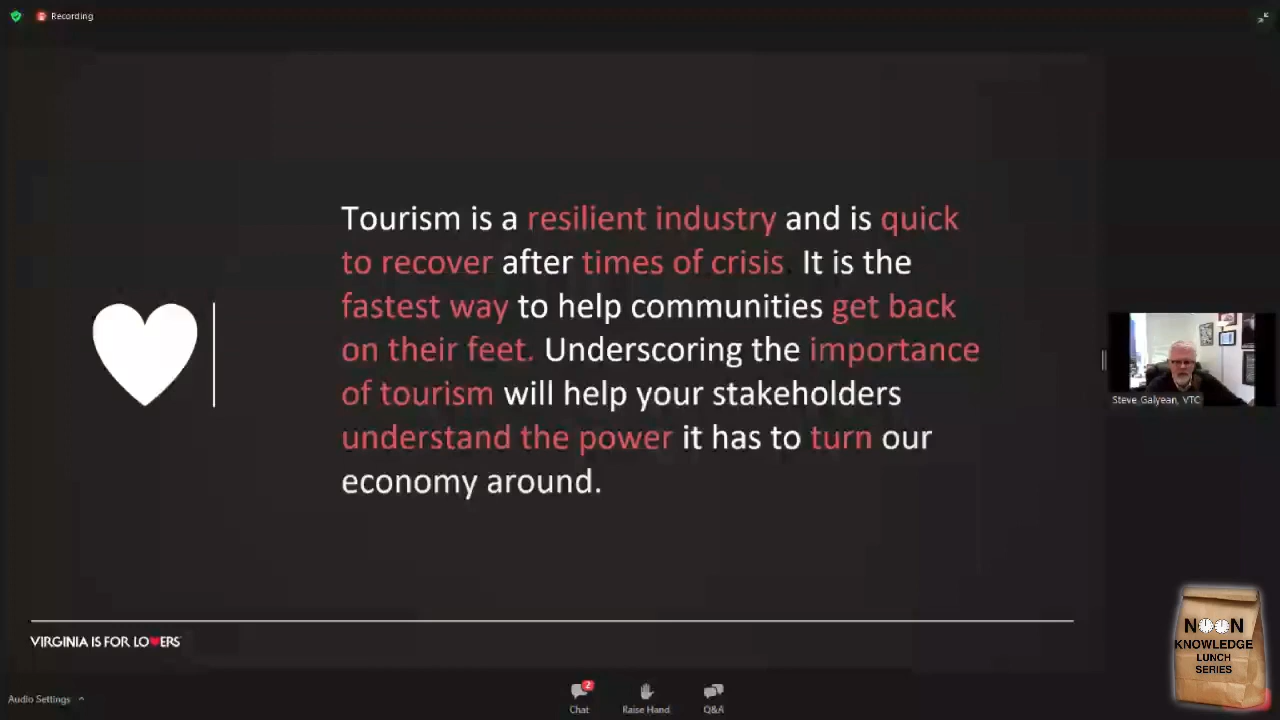 Recording
Tourism is a resilient industry and is quick
to recover after times of crisis. It is the
fastest way to help communities get back
on their feet. Underscoring the importance
of tourism will help your stakeholders
understand the power it has to turn our
economy around.
Steve Galyean, VTC
VIRGINIA IS FOR LO♥ERS
NOON
KNOWLEDGE
LUNCH
SERIES
Audio Settings
2
Chat
Raise Hand
Q&A